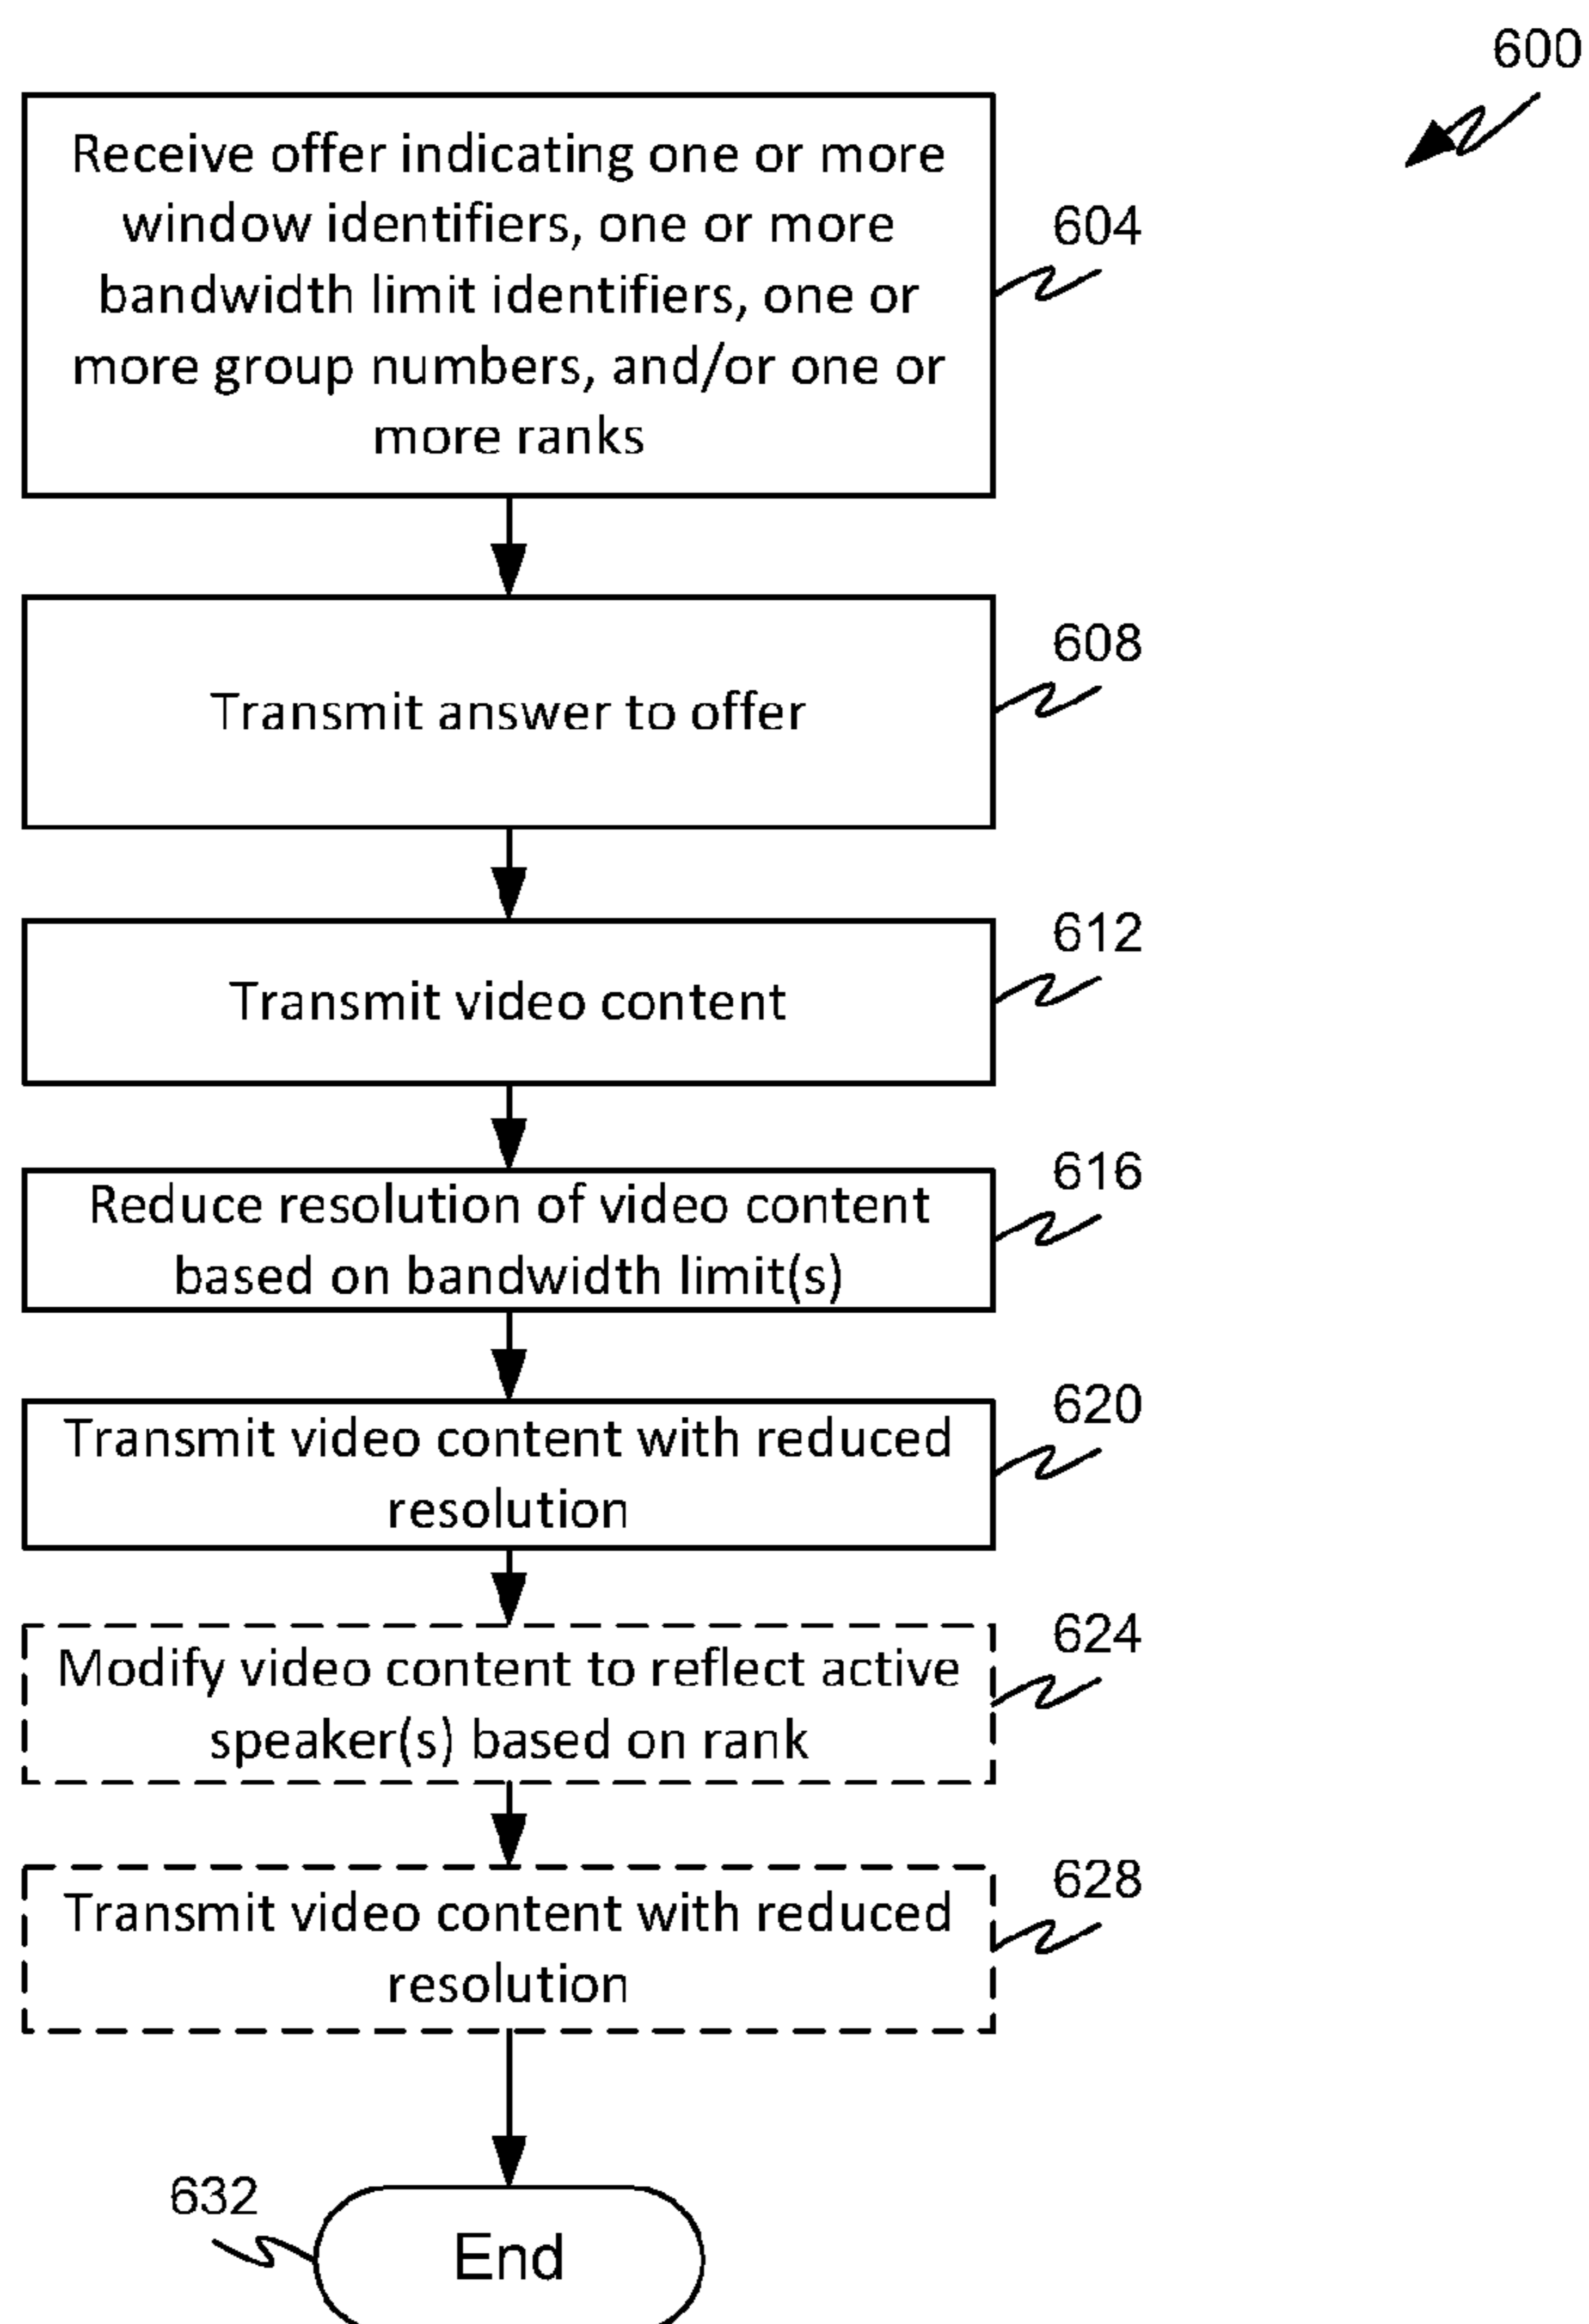 600
Receive offer indicating one or more
window identifiers, one or more
bandwidth limit identifiers, one or
more group numbers, and/or one or
more ranks
604
Transmit answer to offer
608
Transmit video content
612
Reduce resolution of video content
based on bandwidth limit(s)
616
Transmit video content with reduced
resolution
620
Modify video content to reflect active
speaker(s) based on rank
624
Transmit video content with reduced
resolution
628
632
End